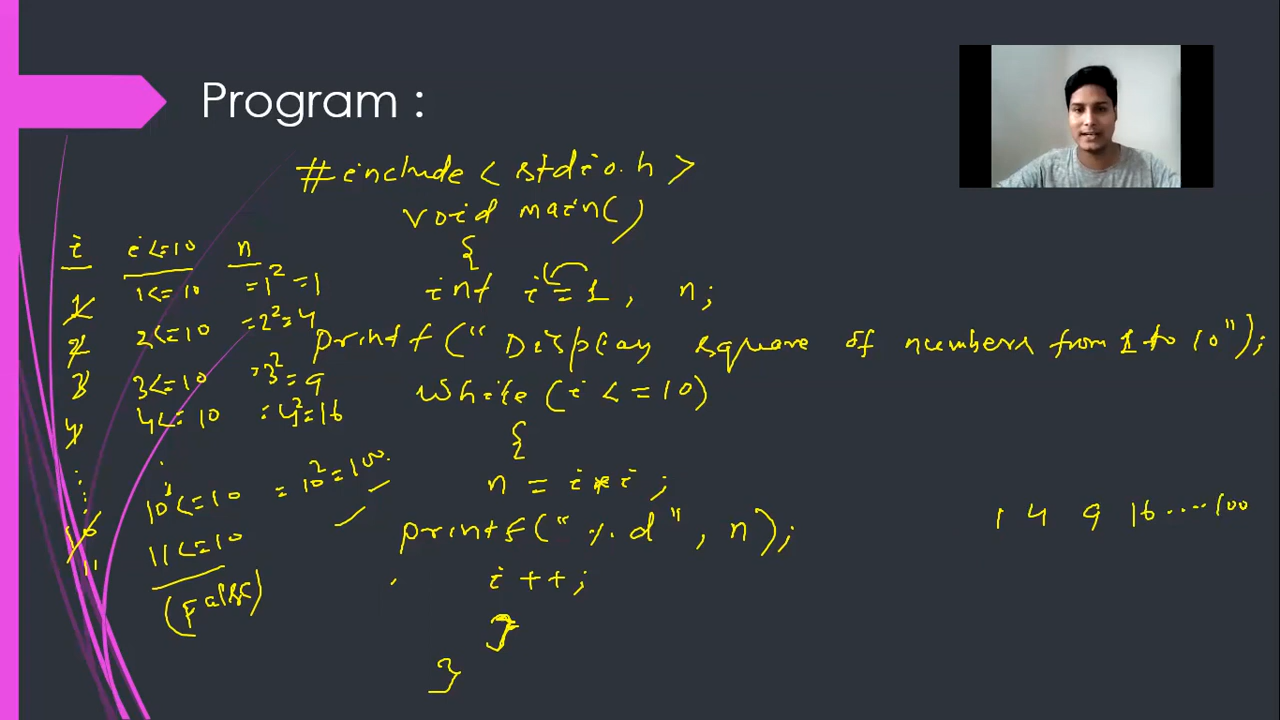 Program :
#include < stdio.h >
void main()
{
int i = 1 , n;
printf (" Display square of numbers from 1 to 10");
while (i < = 10)
{
n = i*i ;
printf (" %d " , n);
i ++ ;
}
}
i i<=10 n
1 1<=10 =1²=1
2 2<=10 =2²=4
3 3<=10 =3²=9
4 4<=10 =4²=16
10 10<=10 =10²=100
11 11<=10
(False)
1 4 9 16 ....100